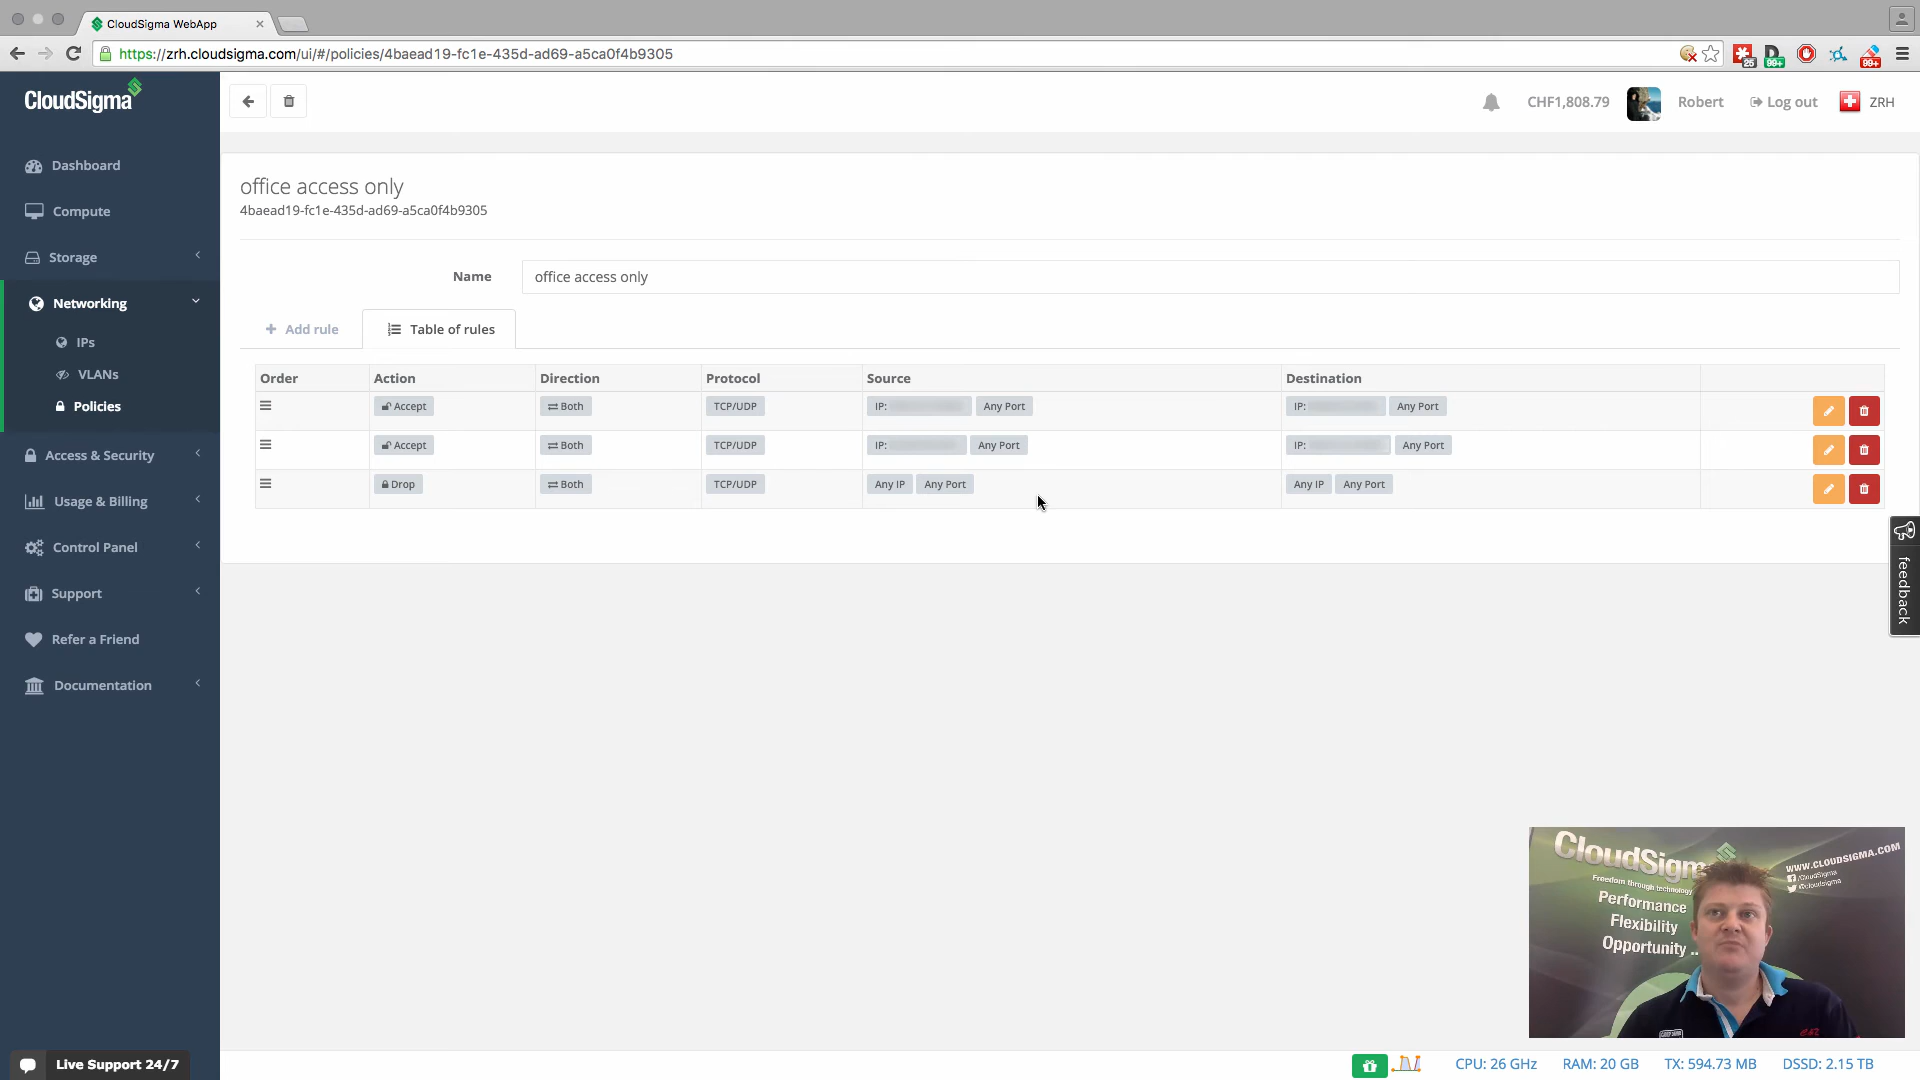 CloudSigma WebApp
https://zrh.cloudsigma.com/ui/#/policies/4baead19-fc1e-435d-ad69-a5ca0f4b9305
25
99+
99+
CloudSigma
CHF1,808.79
Robert
Log out
ZRH
Dashboard
Compute
Storage
Networking
IPs
VLANs
Policies
Access & Security
Usage & Billing
Control Panel
Support
Refer a Friend
Documentation
office access only
4baead19-fc1e-435d-ad69-a5ca0f4b9305
Name office access only
+ Add rule Table of rules
Order Action Direction Protocol Source Destination
Accept Both TCP/UDP IP: Any Port IP: Any Port
Accept Both TCP/UDP IP: Any Port IP: Any Port
Drop Both TCP/UDP Any IP Any Port Any IP Any Port
feedback
CloudSigma
Freedom through technology
Performance
Flexibility
Opportunity ..
WWW.CLOUDSIGMA.COM
/CloudSigma
@cloudsigma
Live Support 24/7
CPU: 26 GHz RAM: 20 GB TX: 594.73 MB DSSD: 2.15 TB